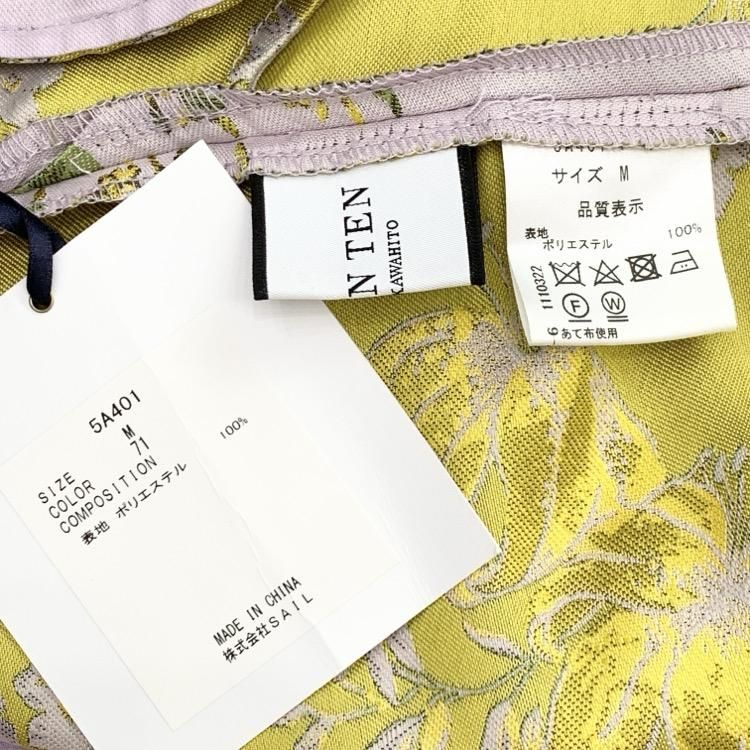 N TEN
KAWAHITO
サイズ M
品質表示
表地
ポリエステル 100%
1110322
F W
あて布使用
5A401
SIZE M
COLOR 71
COMPOSITION
表地 ポリエステル 100%
MADE IN CHINA
株式会社SAIL